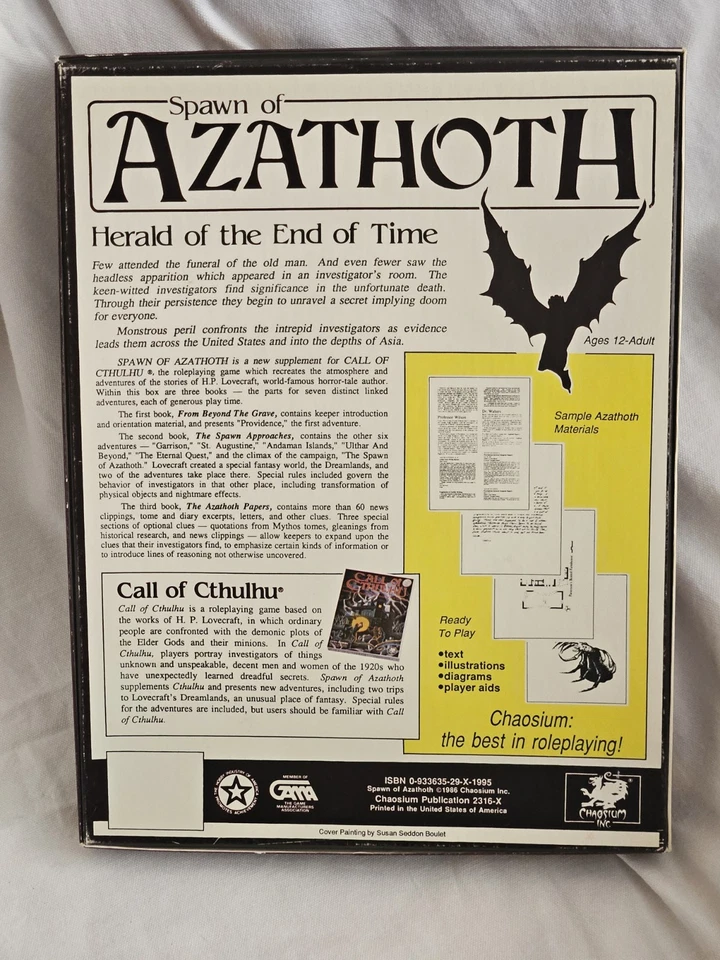 Spawn of
AZATHOTH
Herald of the End of Time
Few attended the funeral of the old man. And even fewer saw the
headless apparition which appeared in an investigator's room. The
keen-witted investigators find significance in the unfortunate death.
Through their persistence they begin to unravel a secret implying doom
for everyone.
Monstrous peril confronts the intrepid investigators as evidence
leads them across the United States and into the depths of Asia.
Ages 12-Adult
SPAWN OF AZATHOTH is a new supplement for CALL OF
CTHULHU ®, the roleplaying game which recreates the atmosphere and
adventures of the stories of H.P. Lovecraft, world-famous horror-tale author.
Within this box are three books — the parts for seven distinct linked
adventures, each of generous play time.
The first book, From Beyond The Grave, contains keeper introduction
and orientation material, and presents "Providence," the first adventure.
The second book, The Spawn Approaches, contains the other six
adventures — "Garrison," "St. Augustine," "Andaman Islands," "Ulthar And
Beyond," "The Eternal Quest," and the climax of the campaign, "The Spawn
of Azathoth." Lovecraft created a special fantasy world, the Dreamlands, and
two of the adventures take place there. Special rules included govern the
behavior of investigators in that other place, including transformation of
physical objects and nightmare effects.
The third book, The Azathoth Papers, contains more than 60 news
clippings, tome and diary excerpts, letters, and other clues. Three special
sections of optional clues — quotations from Mythos tomes, gleanings from
historical research, and news clippings — allow keepers to expand upon the
clues that their investigators find, to emphasize certain kinds of information or
to introduce lines of reasoning not otherwise uncovered.
Sample Azathoth
Materials
Ready
To Play
•text
•illustrations
•diagrams
•player aids
Chaosium:
the best in roleplaying!
Call of Cthulhu®
Call of Cthulhu is a roleplaying game based on
the works of H. P. Lovecraft, in which ordinary
people are confronted with the demonic plots of
the Elder Gods and their minions. In Call of
Cthulhu, players portray investigators of things
unknown and unspeakable, decent men and women of the 1920s who
have unexpectedly learned dreadful secrets. Spawn of Azathoth
supplements Cthulhu and presents new adventures, including two trips
to Lovecraft's Dreamlands, an unusual place of fantasy. Special rules
for the adventures are included, but users should be familiar with Call
of Cthulhu.
CALL OF
CTHULHU
MEMBER OF
GAMA
THE GAME
MANUFACTURERS
ASSOCIATION
ISBN 0-933635-29-X-1995
Spawn of Azathoth ©1986 Chaosium Inc.
Chaosium Publication 2316-X
Printed in the United States of America
CHAOSIUM
INC
Cover Painting by Susan Seddon Boulet